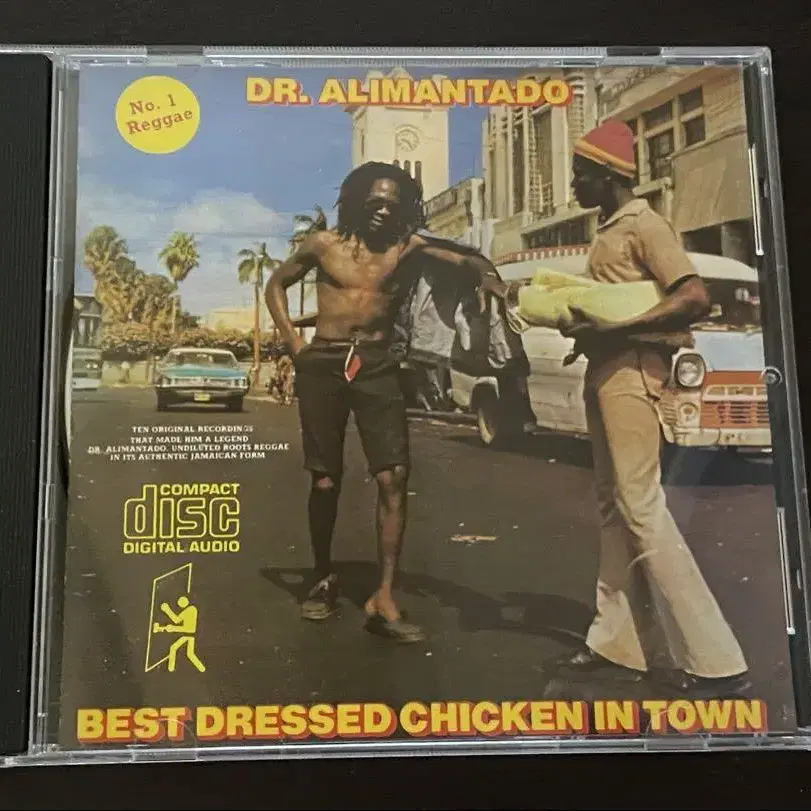 No. 1
Reggae
DR. ALIMANTADO
TEN ORIGINAL RECORDINGS
THAT MADE HIM A LEGEND
DR. ALIMANTADO. UNDILUTED ROOTS REGGAE
IN ITS AUTHENTIC JAMAICAN FORM
COMPACT
disc
DIGITAL AUDIO
BEST DRESSED CHICKEN IN TOWN